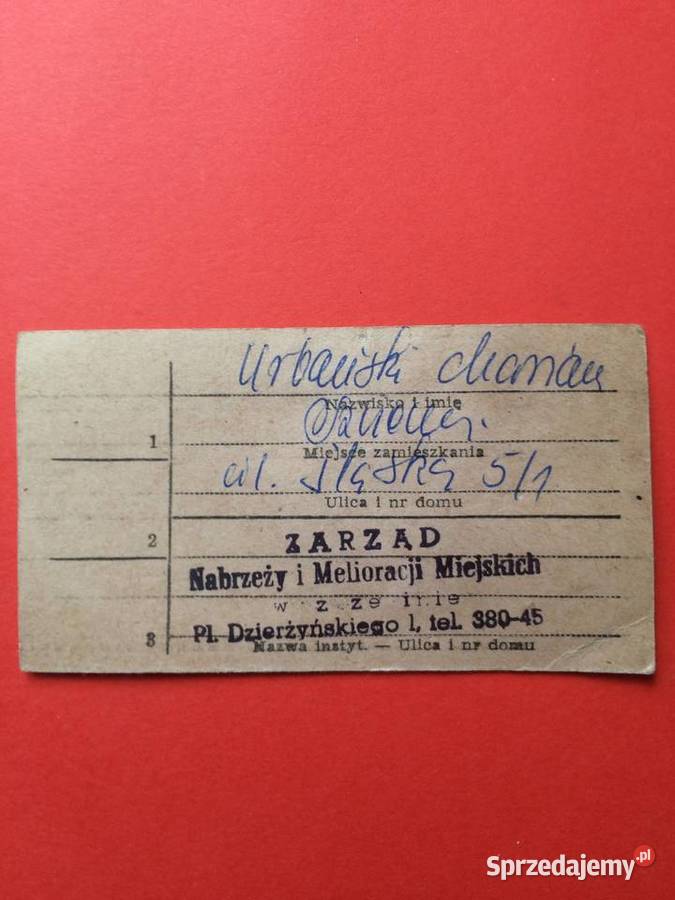 Urbański Marian
Nazwisko i imię
1
Miejsce zamieszkania
ul. Śląska 5/1
Ulica i nr domu
2
ZARZĄD
Nabrzeży i Melioracji Miejskich
w Szczecinie
Pl. Dzierżyńskiego 1, tel. 380-45
3
Nazwa instyt. — Ulica i nr domu
Sprzedajemy.pl